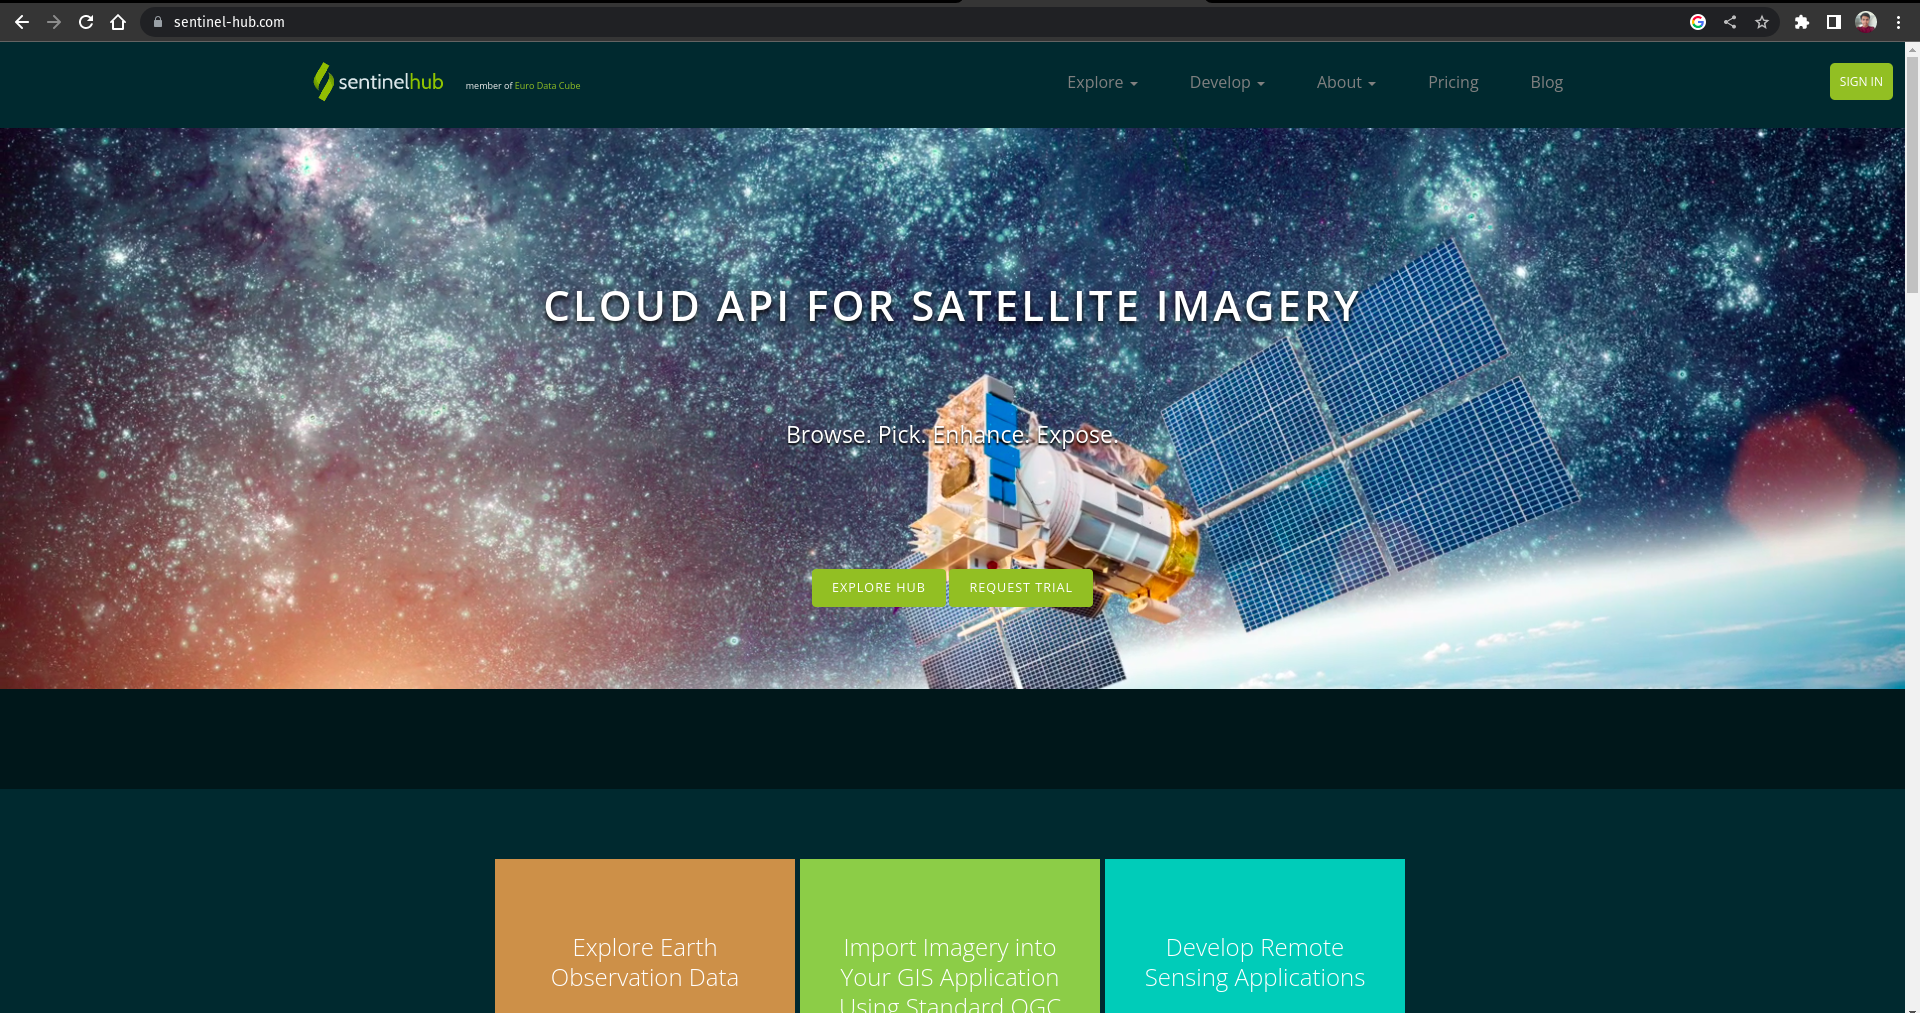 sentinel-hub.com
sentinelhub member of Euro Data Cube
Explore Develop About Pricing Blog
SIGN IN
CLOUD API FOR SATELLITE IMAGERY
Browse. Pick. Enhance. Expose.
EXPLORE HUB REQUEST TRIAL
Explore Earth
Observation Data
Import Imagery into
Your GIS Application
Using Standard OGC
Develop Remote
Sensing Applications